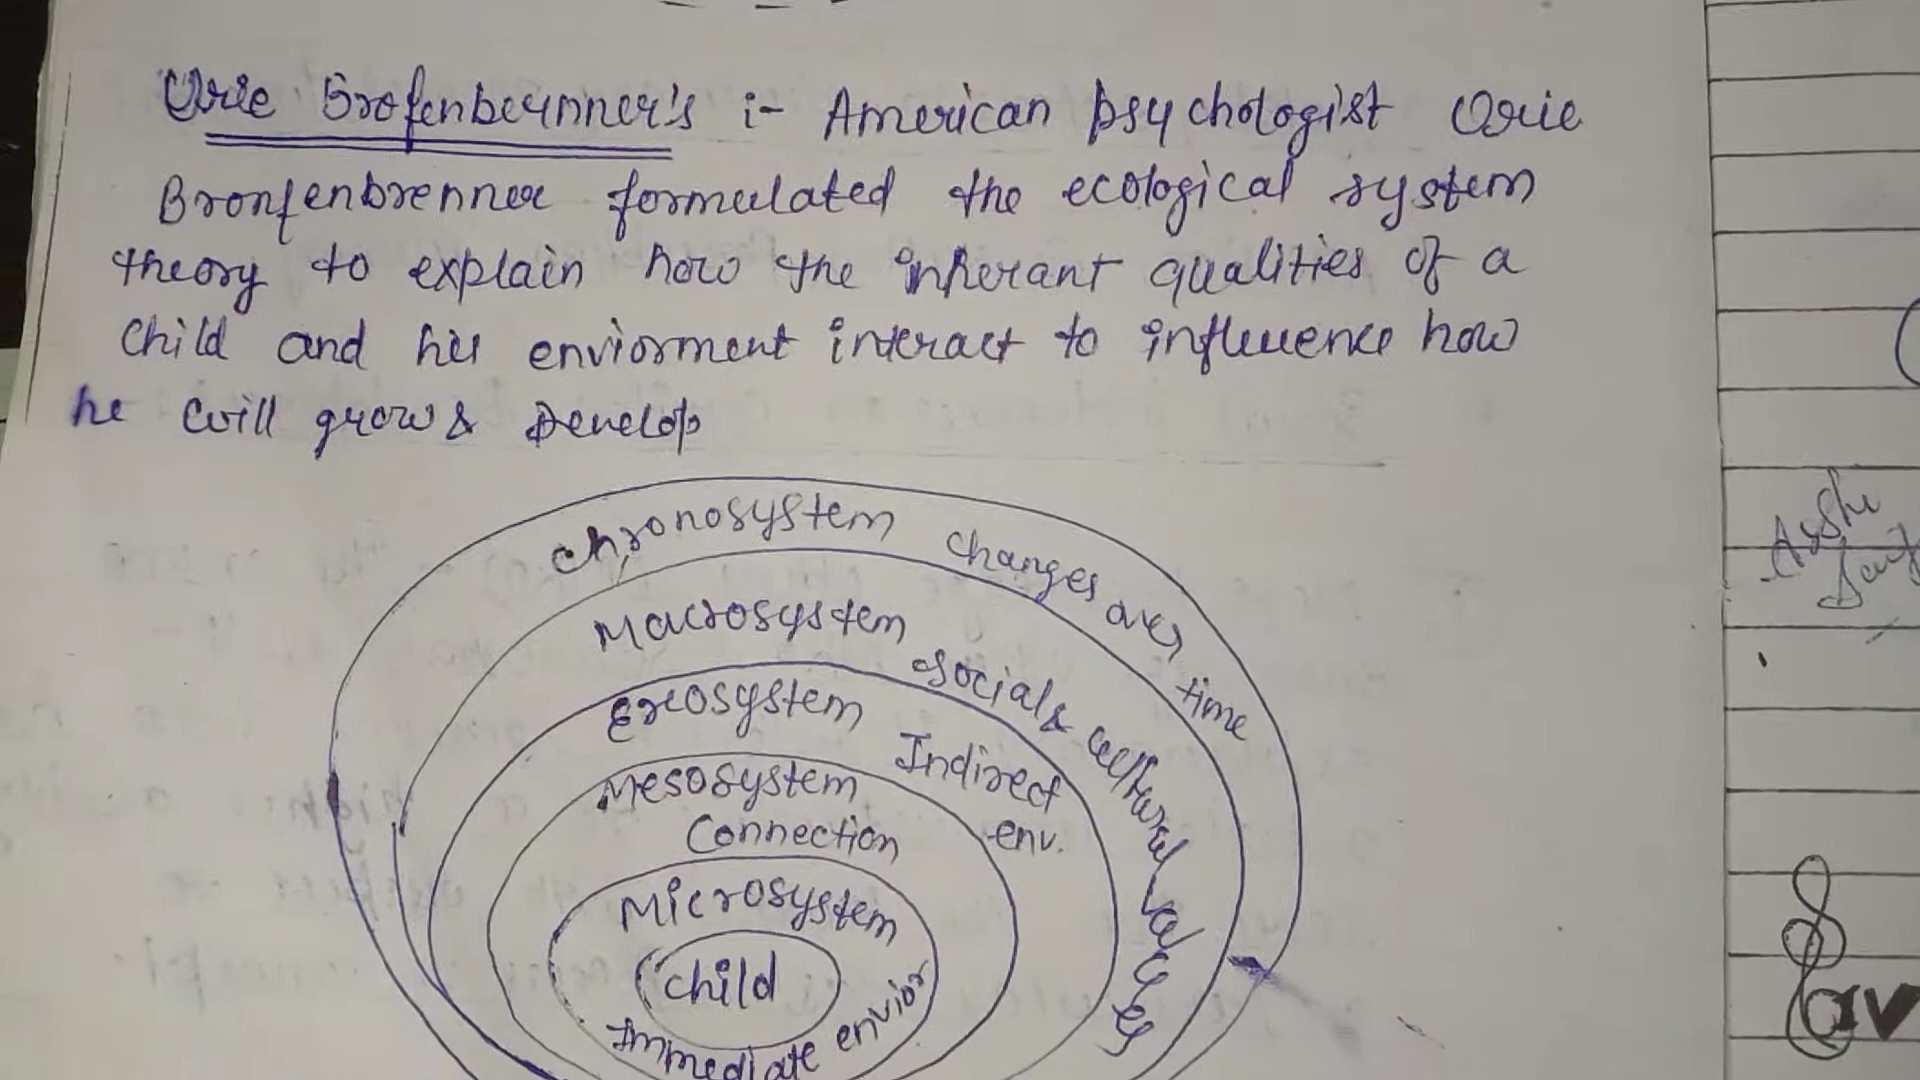 Urie Brofenberunner's :- American psychologist Urie
Bronfenbrenner formulated the ecological system
theory to explain how the inherant qualities of a
child and his enviorment interact to influence how
he will grow & Develop
Chronosystem changes over time
Macrosystem social & cultural values
Exosystem Indirect env.
Mesosystem
Connection
Microsystem
child
Immediate envior